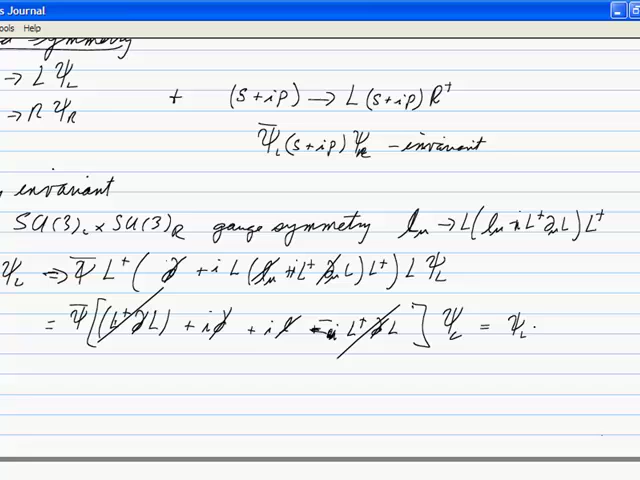 s Journal
ools Help
symmetry
→ L Ψ_L
+ (s+ip) → L (s+ip) R†
→ R Ψ_R
Ψ̄_L (s+ip) Ψ_R - invariant
invariant
SU(3)_L × SU(3)_R gauge symmetry l_μ → L(l_μ + i L† ∂_μ L) L†
Ψ_L ⇒ Ψ̄ L† ( i∂̸ + i L (l̸ + i L† ∂̸ L) L† ) L Ψ_L
= Ψ̄ [ (L† ∂̸ L) + i∂̸ + i l̸ - i L† ∂̸ L ] Ψ_L = Ψ_L